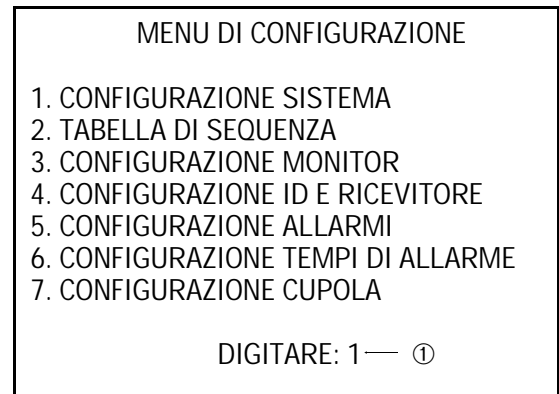 MENU DI CONFIGURAZIONE
1. CONFIGURAZIONE SISTEMA
2. TABELLA DI SEQUENZA
3. CONFIGURAZIONE MONITOR
4. CONFIGURAZIONE ID E RICEVITORE
5. CONFIGURAZIONE ALLARMI
6. CONFIGURAZIONE TEMPI DI ALLARME
7. CONFIGURAZIONE CUPOLA
DIGITARE: 1 — ①